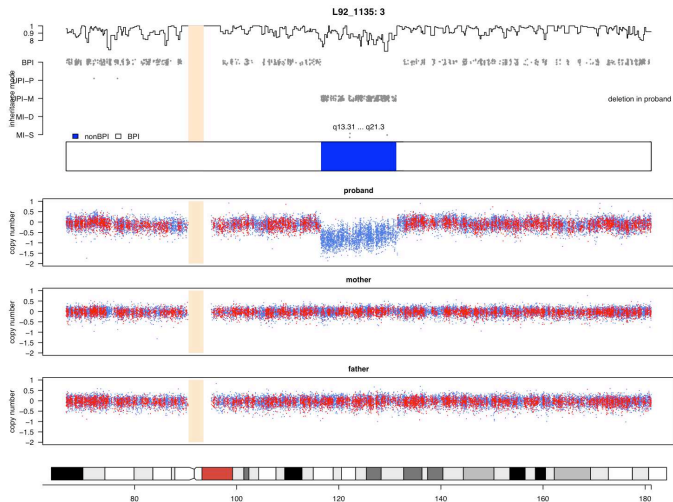 L92_1135: 3
1
0.9
8
inheritance mode
BPI
UPI-P
UPI-M
MI-D
MI-S
deletion in proband
q13.31 ... q21.3
nonBPI BPI
proband
copy number
1
0.5
0
-0.5
-1
-1.5
-2
mother
copy number
1
0.5
0
-0.5
-1
-1.5
-2
father
copy number
1
0.5
0
-0.5
-1
-1.5
-2
80 100 120 140 160 180